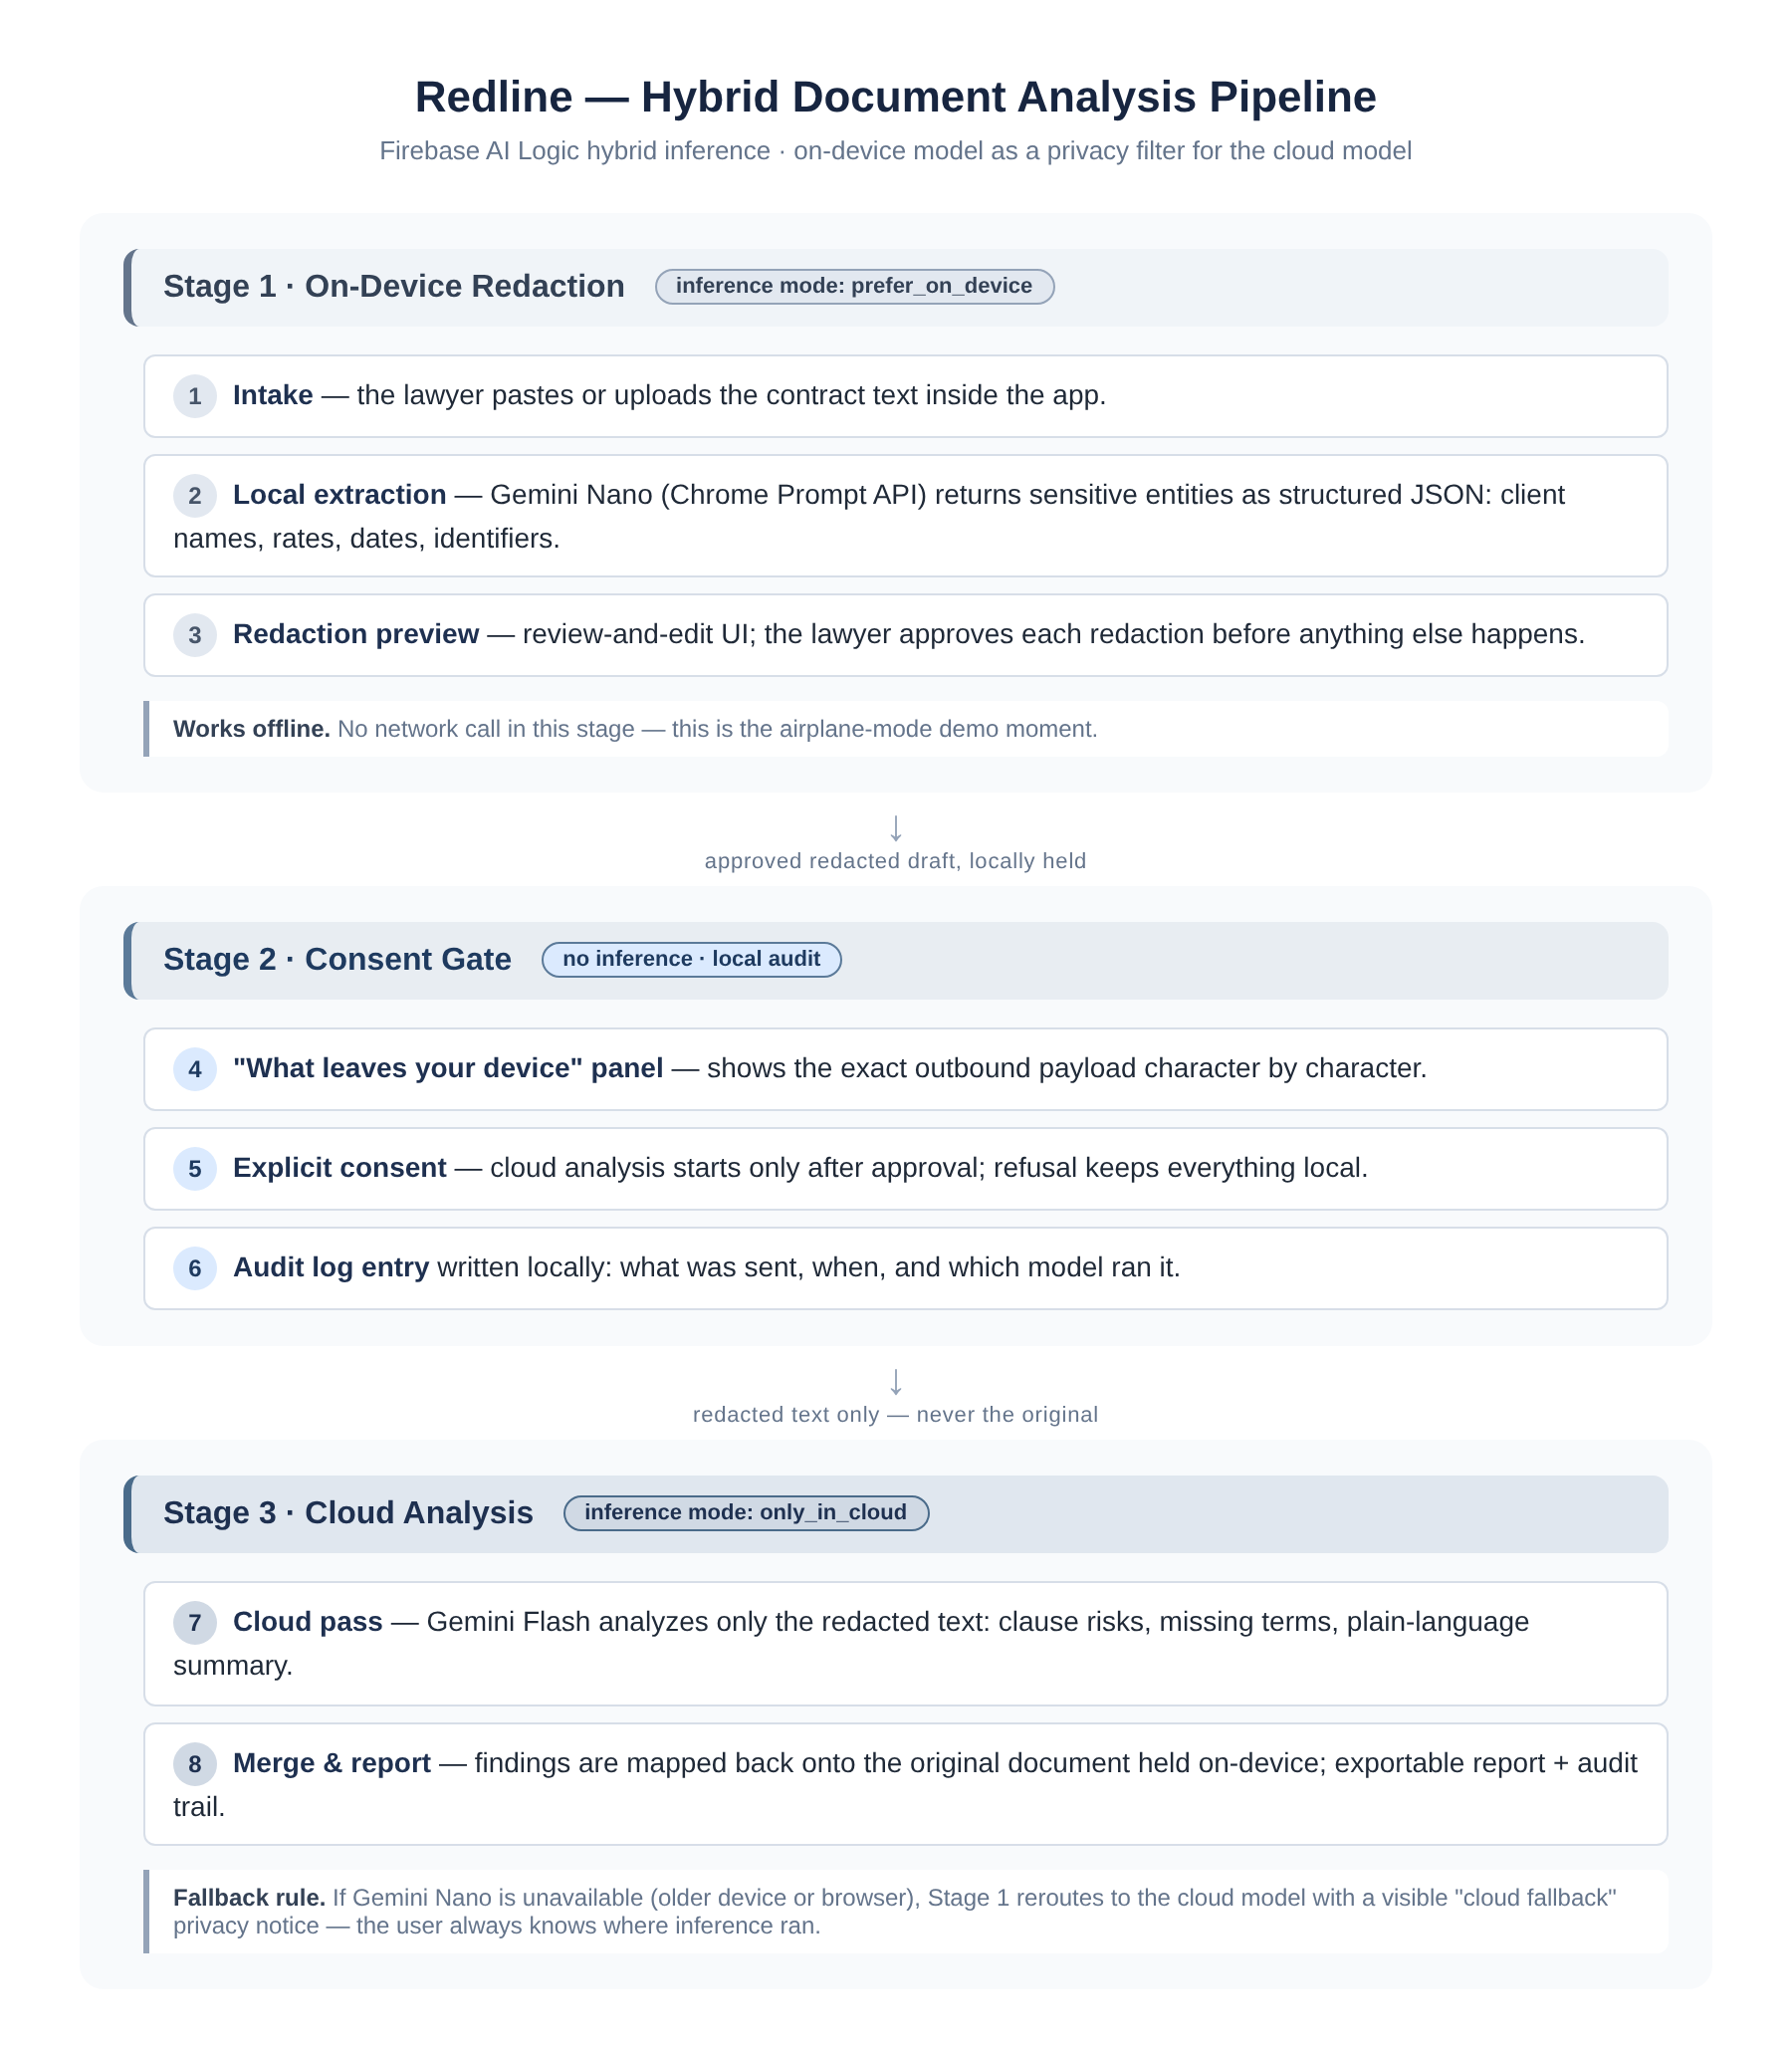 Redline — Hybrid Document Analysis Pipeline
Firebase AI Logic hybrid inference · on-device model as a privacy filter for the cloud model
Stage 1 · On-Device Redaction
inference mode: prefer_on_device
1 Intake — the lawyer pastes or uploads the contract text inside the app.
2 Local extraction — Gemini Nano (Chrome Prompt API) returns sensitive entities as structured JSON: client
names, rates, dates, identifiers.
3 Redaction preview — review-and-edit UI; the lawyer approves each redaction before anything else happens.
Works offline. No network call in this stage — this is the airplane-mode demo moment.
↓
approved redacted draft, locally held
Stage 2 · Consent Gate
no inference · local audit
4 "What leaves your device" panel — shows the exact outbound payload character by character.
5 Explicit consent — cloud analysis starts only after approval; refusal keeps everything local.
6 Audit log entry written locally: what was sent, when, and which model ran it.
↓
redacted text only — never the original
Stage 3 · Cloud Analysis
inference mode: only_in_cloud
7 Cloud pass — Gemini Flash analyzes only the redacted text: clause risks, missing terms, plain-language
summary.
8 Merge & report — findings are mapped back onto the original document held on-device; exportable report + audit
trail.
Fallback rule. If Gemini Nano is unavailable (older device or browser), Stage 1 reroutes to the cloud model with a visible "cloud fallback"
privacy notice — the user always knows where inference ran.